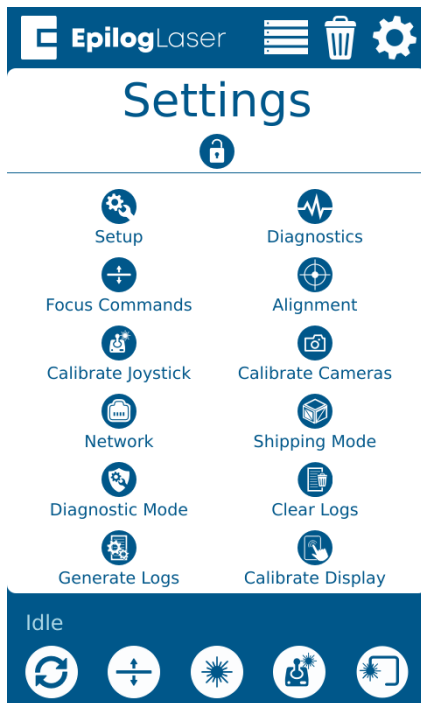 EpilogLaser
Settings
Setup
Diagnostics
Focus Commands
Alignment
Calibrate Joystick
Calibrate Cameras
Network
Shipping Mode
Diagnostic Mode
Clear Logs
Generate Logs
Calibrate Display
Idle